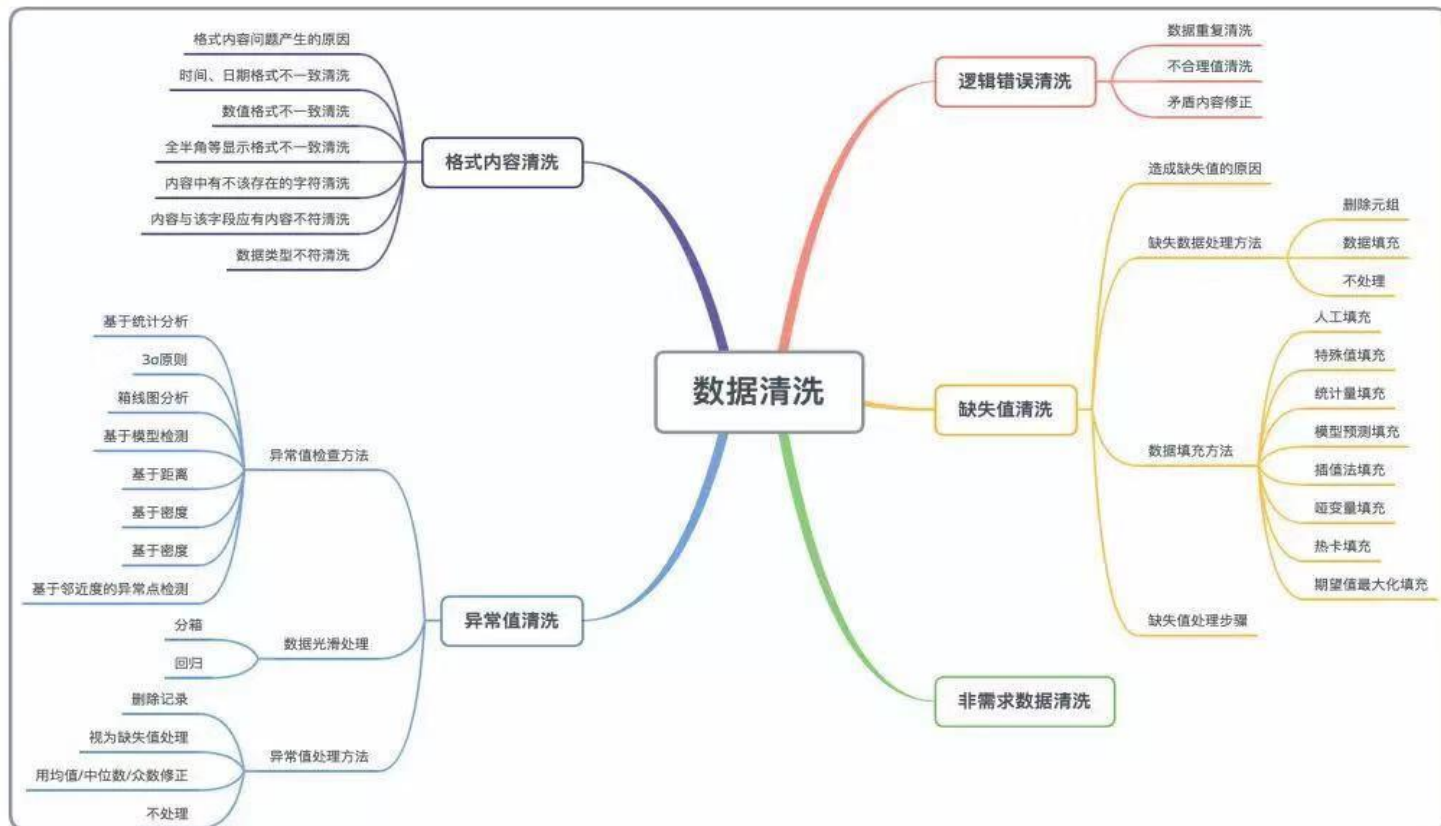 数据清洗
格式内容清洗
格式内容问题产生的原因
时间、日期格式不一致清洗
数值格式不一致清洗
全半角等显示格式不一致清洗
内容中有不该存在的字符清洗
内容与该字段应有内容不符清洗
数据类型不符清洗
逻辑错误清洗
数据重复清洗
不合理值清洗
矛盾内容修正
缺失值清洗
造成缺失值的原因
缺失数据处理方法
删除元组
数据填充
不处理
数据填充方法
人工填充
特殊值填充
统计量填充
模型预测填充
插值法填充
哑变量填充
热卡填充
期望值最大化填充
缺失值处理步骤
非需求数据清洗
异常值清洗
异常值检查方法
基于统计分析
3σ原则
箱线图分析
基于模型检测
基于距离
基于密度
基于密度
基于邻近度的异常点检测
数据光滑处理
分箱
回归
异常值处理方法
删除记录
视为缺失值处理
用均值/中位数/众数修正
不处理